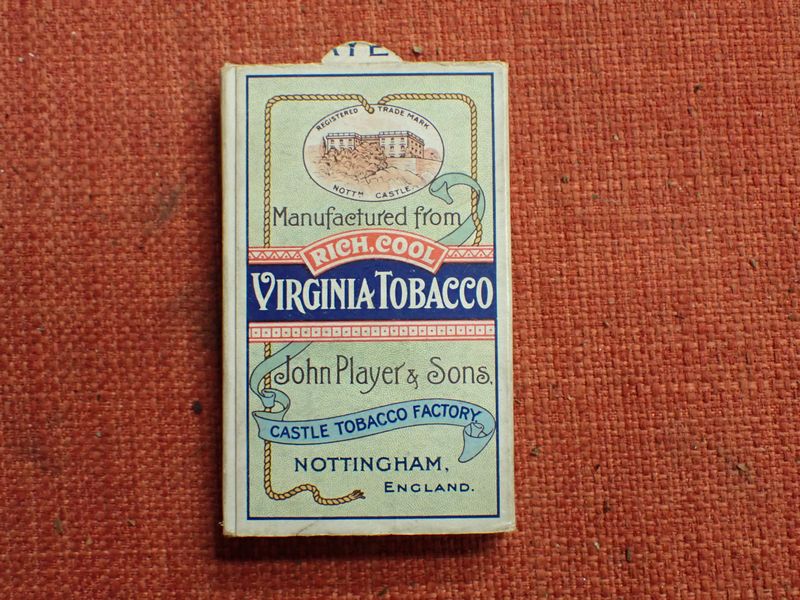 AYE
REGISTERED TRADE MARK
NOTTM CASTLE
Manufactured from
RICH, COOL
VIRGINIA TOBACCO
John Player & Sons,
CASTLE TOBACCO FACTORY,
NOTTINGHAM,
ENGLAND.